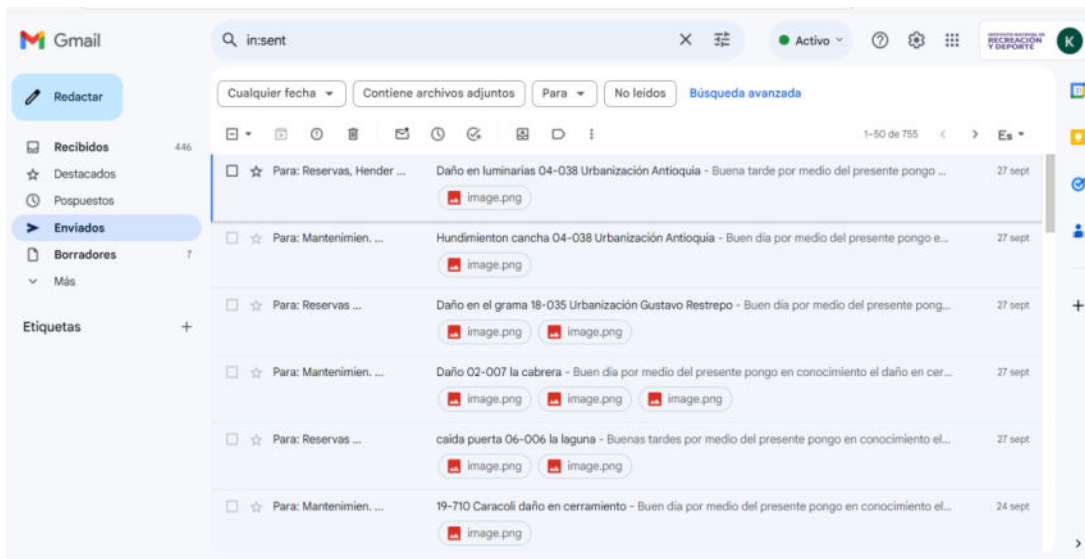 Gmail
in:sent
Activo
RECREACIÓN
Y DEPORTE
K
Redactar
Cualquier fecha
Contiene archivos adjuntos
Para
No leídos
Búsqueda avanzada
1-50 de 755
Es
Recibidos 446
Destacados
Pospuestos
Enviados
Borradores 7
Más
Etiquetas
Para: Reservas, Hender ... Daño en luminarias 04-038 Urbanización Antioquia - Buena tarde por medio del presente pongo ... 27 sept
image.png
Para: Mantenimien. ... Hundimienton cancha 04-038 Urbanización Antioquia - Buen día por medio del presente pongo e... 27 sept
image.png
Para: Reservas ... Daño en el grama 18-035 Urbanización Gustavo Restrepo - Buen día por medio del presente pong... 27 sept
image.png image.png
Para: Mantenimien. ... Daño 02-007 la cabrera - Buen día por medio del presente pongo en conocimiento el daño en cer... 27 sept
image.png image.png image.png
Para: Reservas ... caida puerta 06-006 la laguna - Buenas tardes por medio del presente pongo en conocimiento el... 27 sept
image.png image.png
Para: Mantenimien. ... 19-710 Caracoli daño en cerramiento - Buen día por medio del presente pongo en conocimiento el... 24 sept
image.png